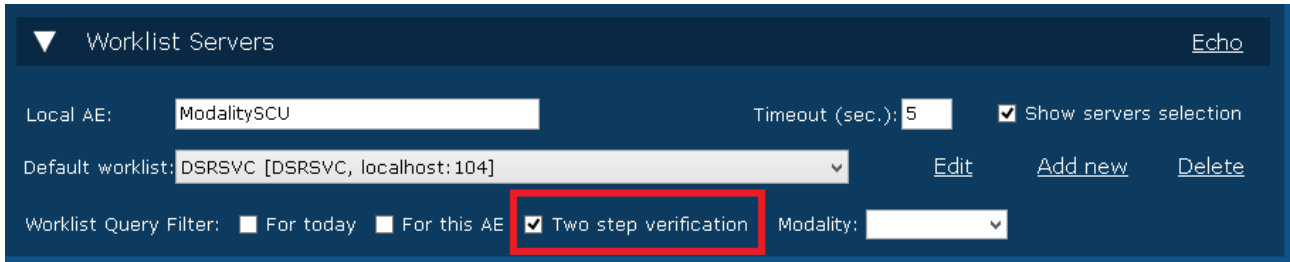 Worklist Servers Echo
Local AE: ModalitySCU Timeout (sec.): 5 Show servers selection
Default worklist: DSRSVC [DSRSVC, localhost:104] Edit Add new Delete
Worklist Query Filter: For today For this AE Two step verification Modality: